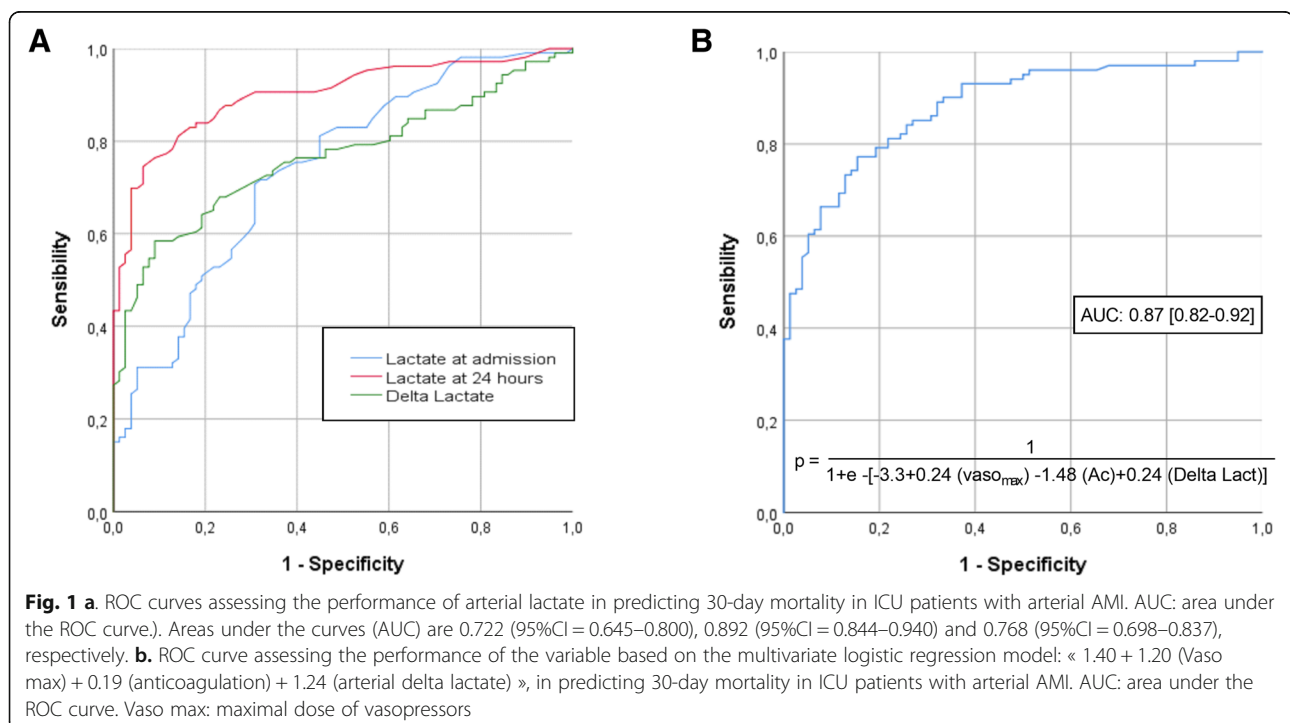 A
1,0
0,8
0,6
0,4
0,2
0,0
Sensibility
0,0 0,2 0,4 0,6 0,8 1,0
1 - Specificity
Lactate at admission
Lactate at 24 hours
Delta Lactate
B
1,0
0,8
0,6
0,4
0,2
0,0
Sensibility
0,0 0,2 0,4 0,6 0,8 1,0
1 - Specificity
AUC: 0.87 [0.82-0.92]
1
p =
1+e -[-3.3+0.24 (vasomax) -1.48 (Ac)+0.24 (Delta Lact)]
Fig. 1 a. ROC curves assessing the performance of arterial lactate in predicting 30-day mortality in ICU patients with arterial AMI. AUC: area under
the ROC curve.). Areas under the curves (AUC) are 0.722 (95%CI = 0.645–0.800), 0.892 (95%CI = 0.844–0.940) and 0.768 (95%CI = 0.698–0.837),
respectively. b. ROC curve assessing the performance of the variable based on the multivariate logistic regression model: « 1.40 + 1.20 (Vaso
max) + 0.19 (anticoagulation) + 1.24 (arterial delta lactate) », in predicting 30-day mortality in ICU patients with arterial AMI. AUC: area under the
ROC curve. Vaso max: maximal dose of vasopressors